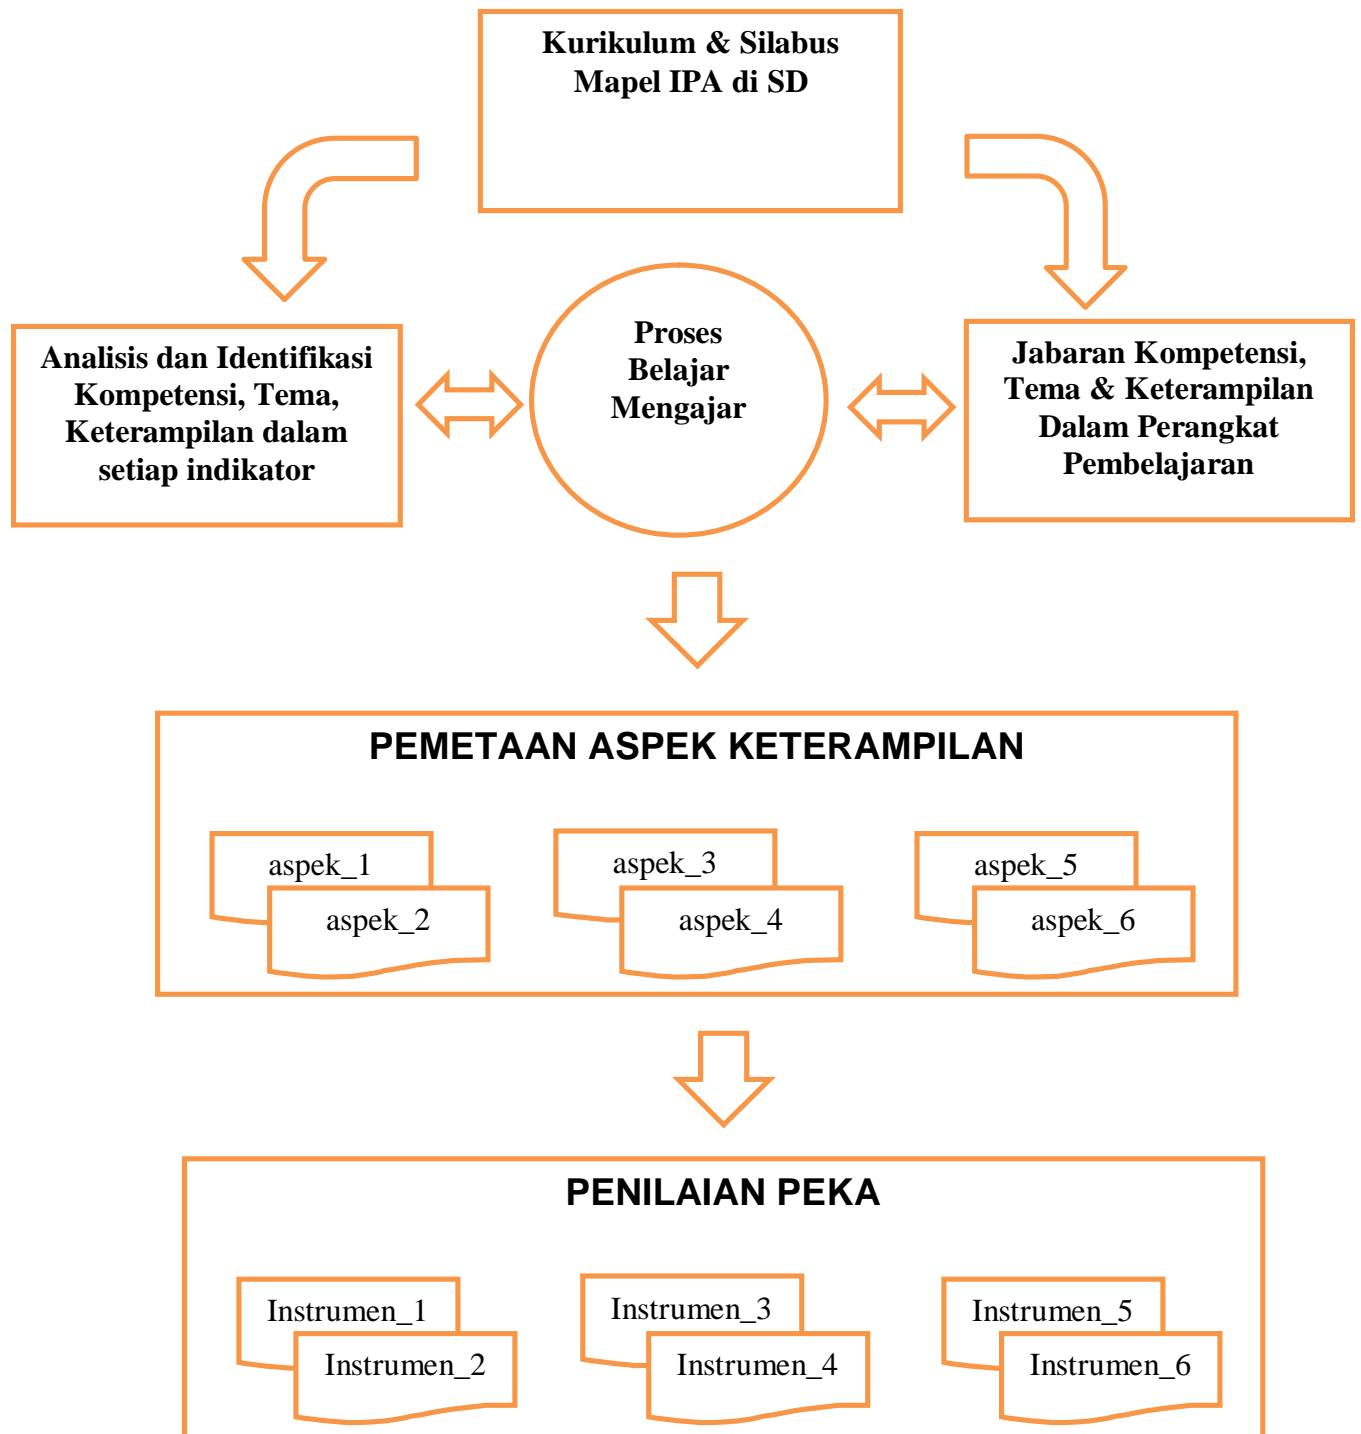 Kurikulum & Silabus
Mapel IPA di SD
Analisis dan Identifikasi
Kompetensi, Tema,
Keterampilan dalam
setiap indikator
Proses
Belajar
Mengajar
Jabaran Kompetensi,
Tema & Keterampilan
Dalam Perangkat
Pembelajaran
PEMETAAN ASPEK KETERAMPILAN
aspek_1
aspek_2
aspek_3
aspek_4
aspek_5
aspek_6
PENILAIAN PEKA
Instrumen_1
Instrumen_2
Instrumen_3
Instrumen_4
Instrumen_5
Instrumen_6